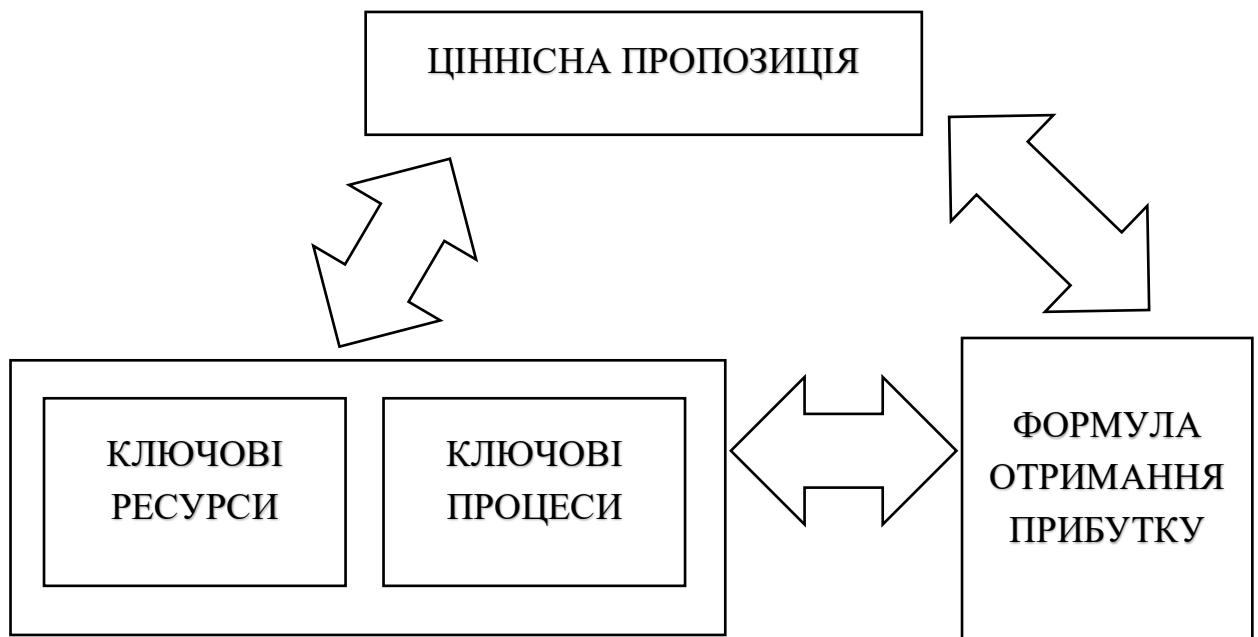 ЦІННІСНА ПРОПОЗИЦІЯ
КЛЮЧОВІ
РЕСУРСИ
КЛЮЧОВІ
ПРОЦЕСИ
ФОРМУЛА
ОТРИМАННЯ
ПРИБУТКУ